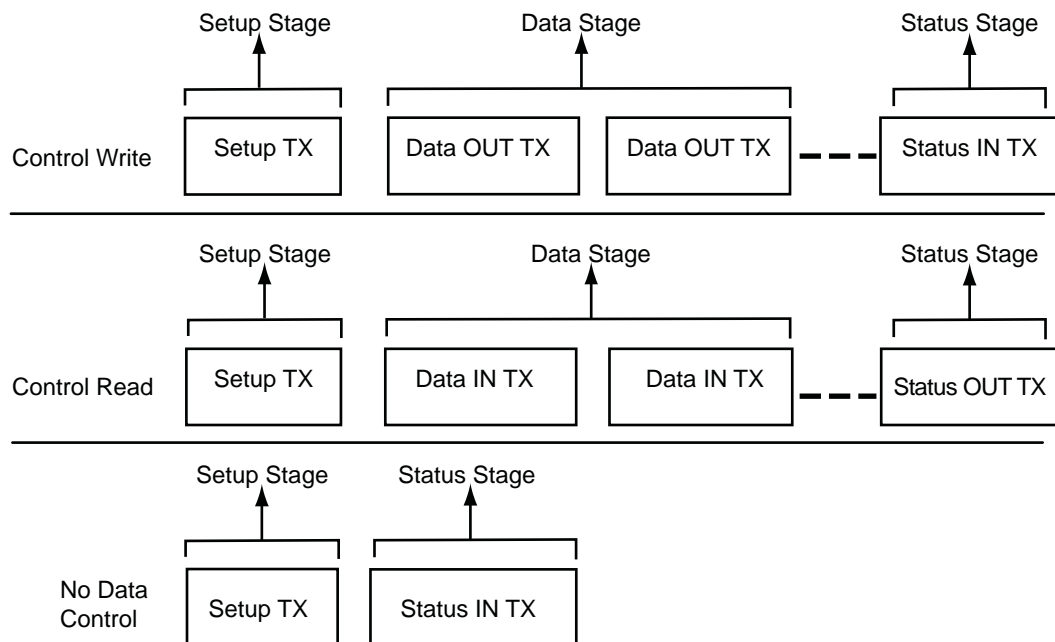 Setup Stage Data Stage Status Stage
Control Write Setup TX Data OUT TX Data OUT TX Status IN TX
Setup Stage Data Stage Status Stage
Control Read Setup TX Data IN TX Data IN TX Status OUT TX
Setup Stage Status Stage
No Data
Control Setup TX Status IN TX